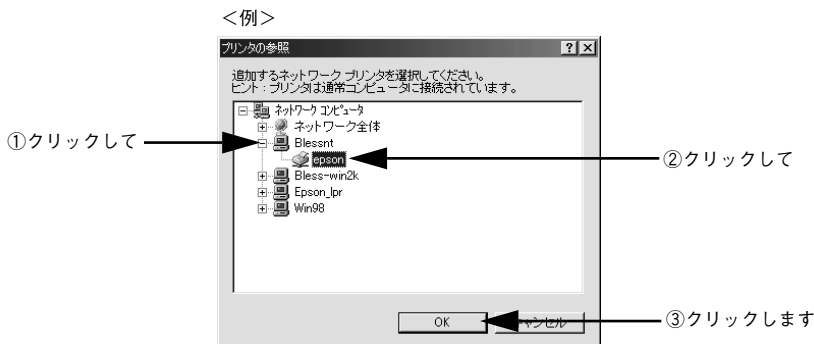 ＜例＞
プリンタの参照
追加するネットワーク プリンタを選択してください。
ヒント : プリンタは通常コンピュータに接続されています。
ネットワーク コンピュータ
ネットワーク全体
①クリックして
Blessnt
epson
②クリックして
Bless-win2k
Epson_lpr
Win98
OK
キャンセル
③クリックします